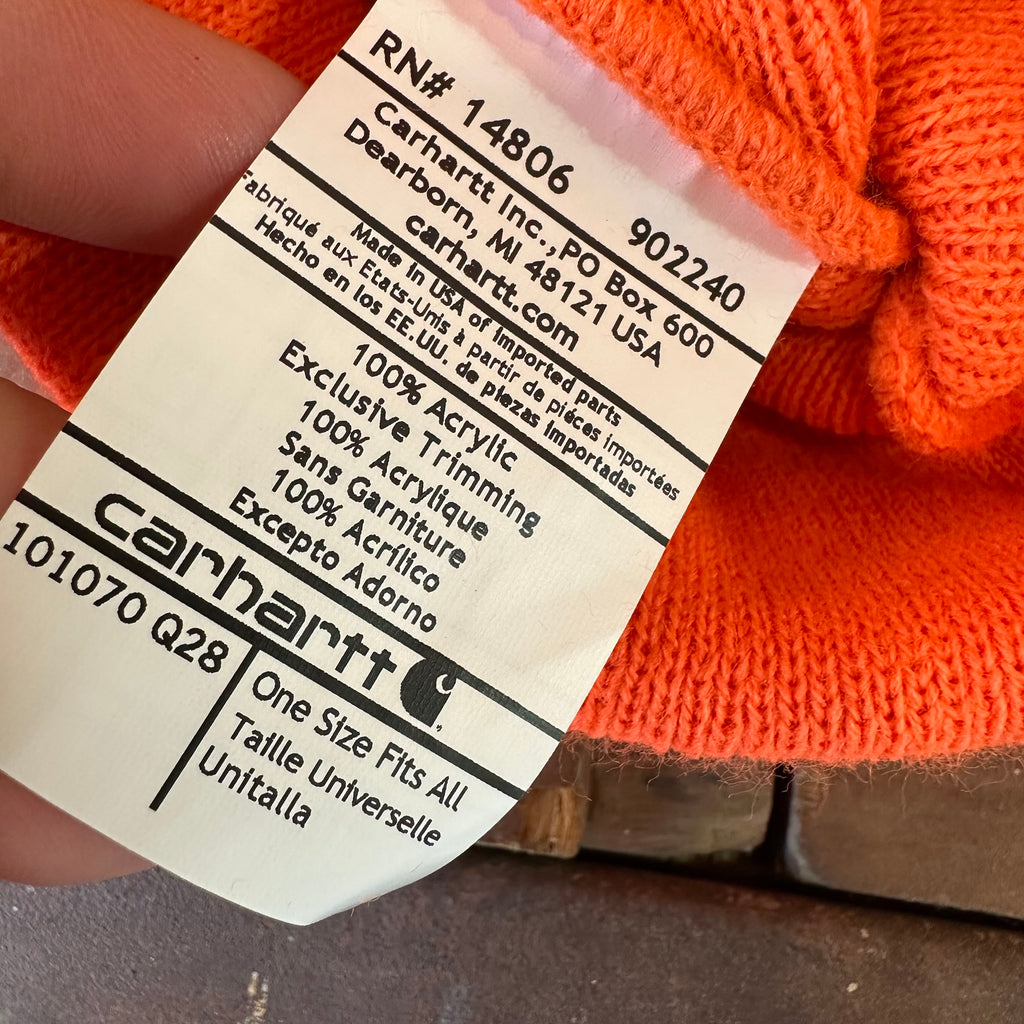 RN# 14806 902240
Carhartt Inc.,PO Box 600
Dearborn, MI 48121 USA
carhartt.com
Made in USA of imported parts
Fabriqué aux Etats-Unis à partir de piéces importées
Hecho en los EE.UU. de piezas importadas
100% Acrylic
Exclusive Trimming
100% Acrylique
Sans Garniture
100% Acrílico
Excepto Adorno
carhartt
101070 Q28
One Size Fits All
Taille Universelle
Unitalla